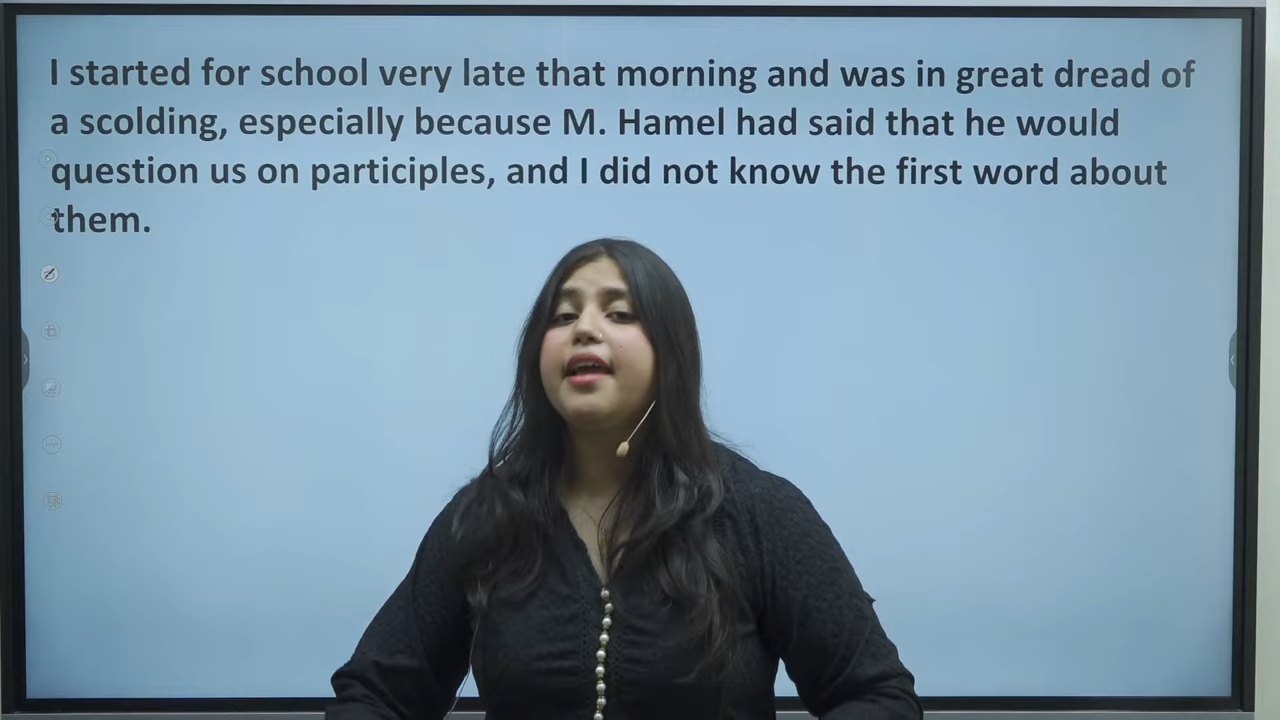 I started for school very late that morning and was in great dread of
a scolding, especially because M. Hamel had said that he would
question us on participles, and I did not know the first word about
them.